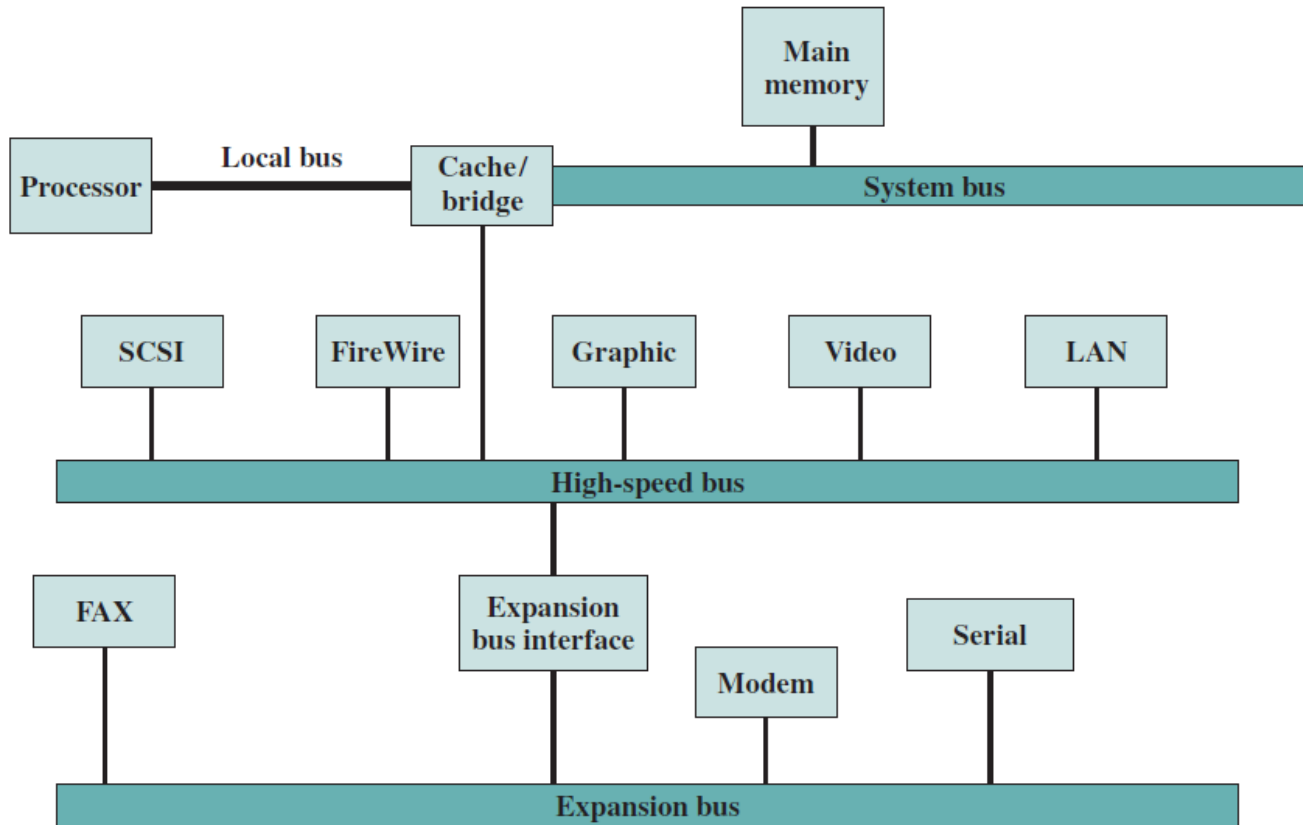 Main
memory
Local bus
Processor
Cache/
bridge
System bus
SCSI
FireWire
Graphic
Video
LAN
High-speed bus
FAX
Expansion
bus interface
Serial
Modem
Expansion bus